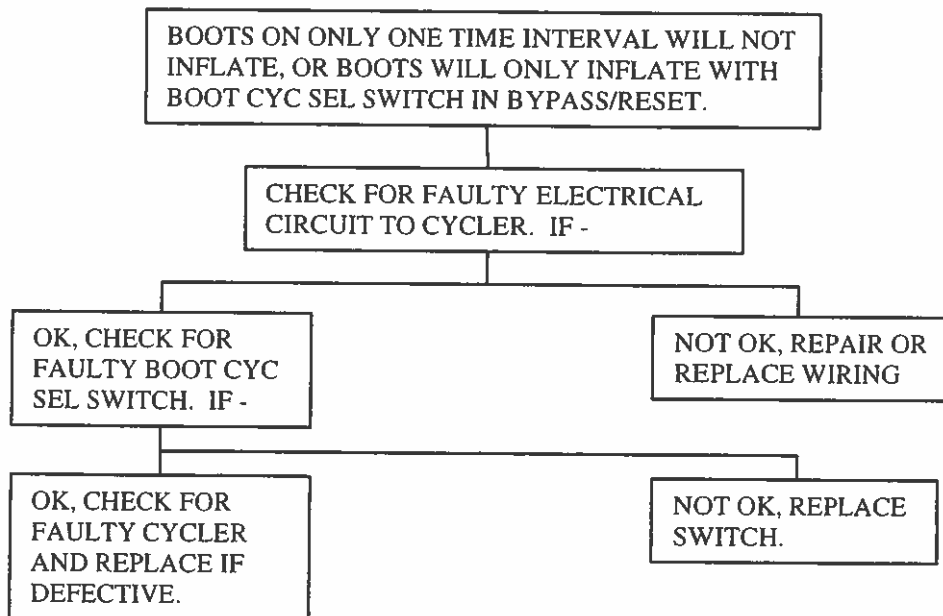 BOOTS ON ONLY ONE TIME INTERVAL WILL NOT
INFLATE, OR BOOTS WILL ONLY INFLATE WITH
BOOT CYC SEL SWITCH IN BYPASS/RESET.
CHECK FOR FAULTY ELECTRICAL
CIRCUIT TO CYCLER. IF -
OK, CHECK FOR
FAULTY BOOT CYC
SEL SWITCH. IF -
NOT OK, REPAIR OR
REPLACE WIRING
OK, CHECK FOR
FAULTY CYCLER
AND REPLACE IF
DEFECTIVE.
NOT OK, REPLACE
SWITCH.